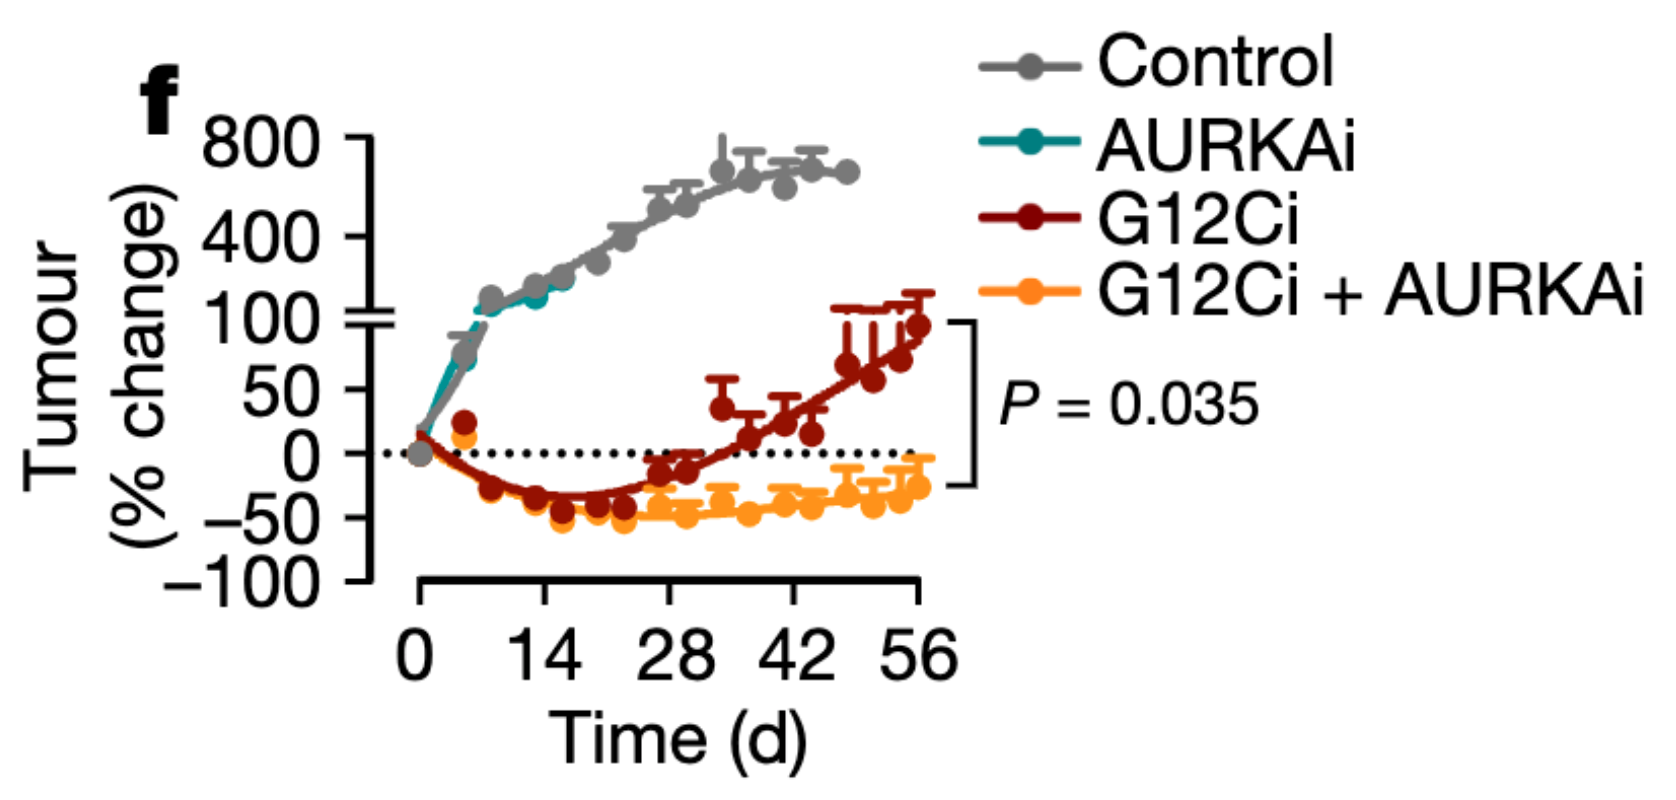 f
Control
AURKAi
G12Ci
G12Ci + AURKAi
Tumour
(% change)
800
400
100
100
50
0
−50
−100
P = 0.035
0 14 28 42 56
Time (d)